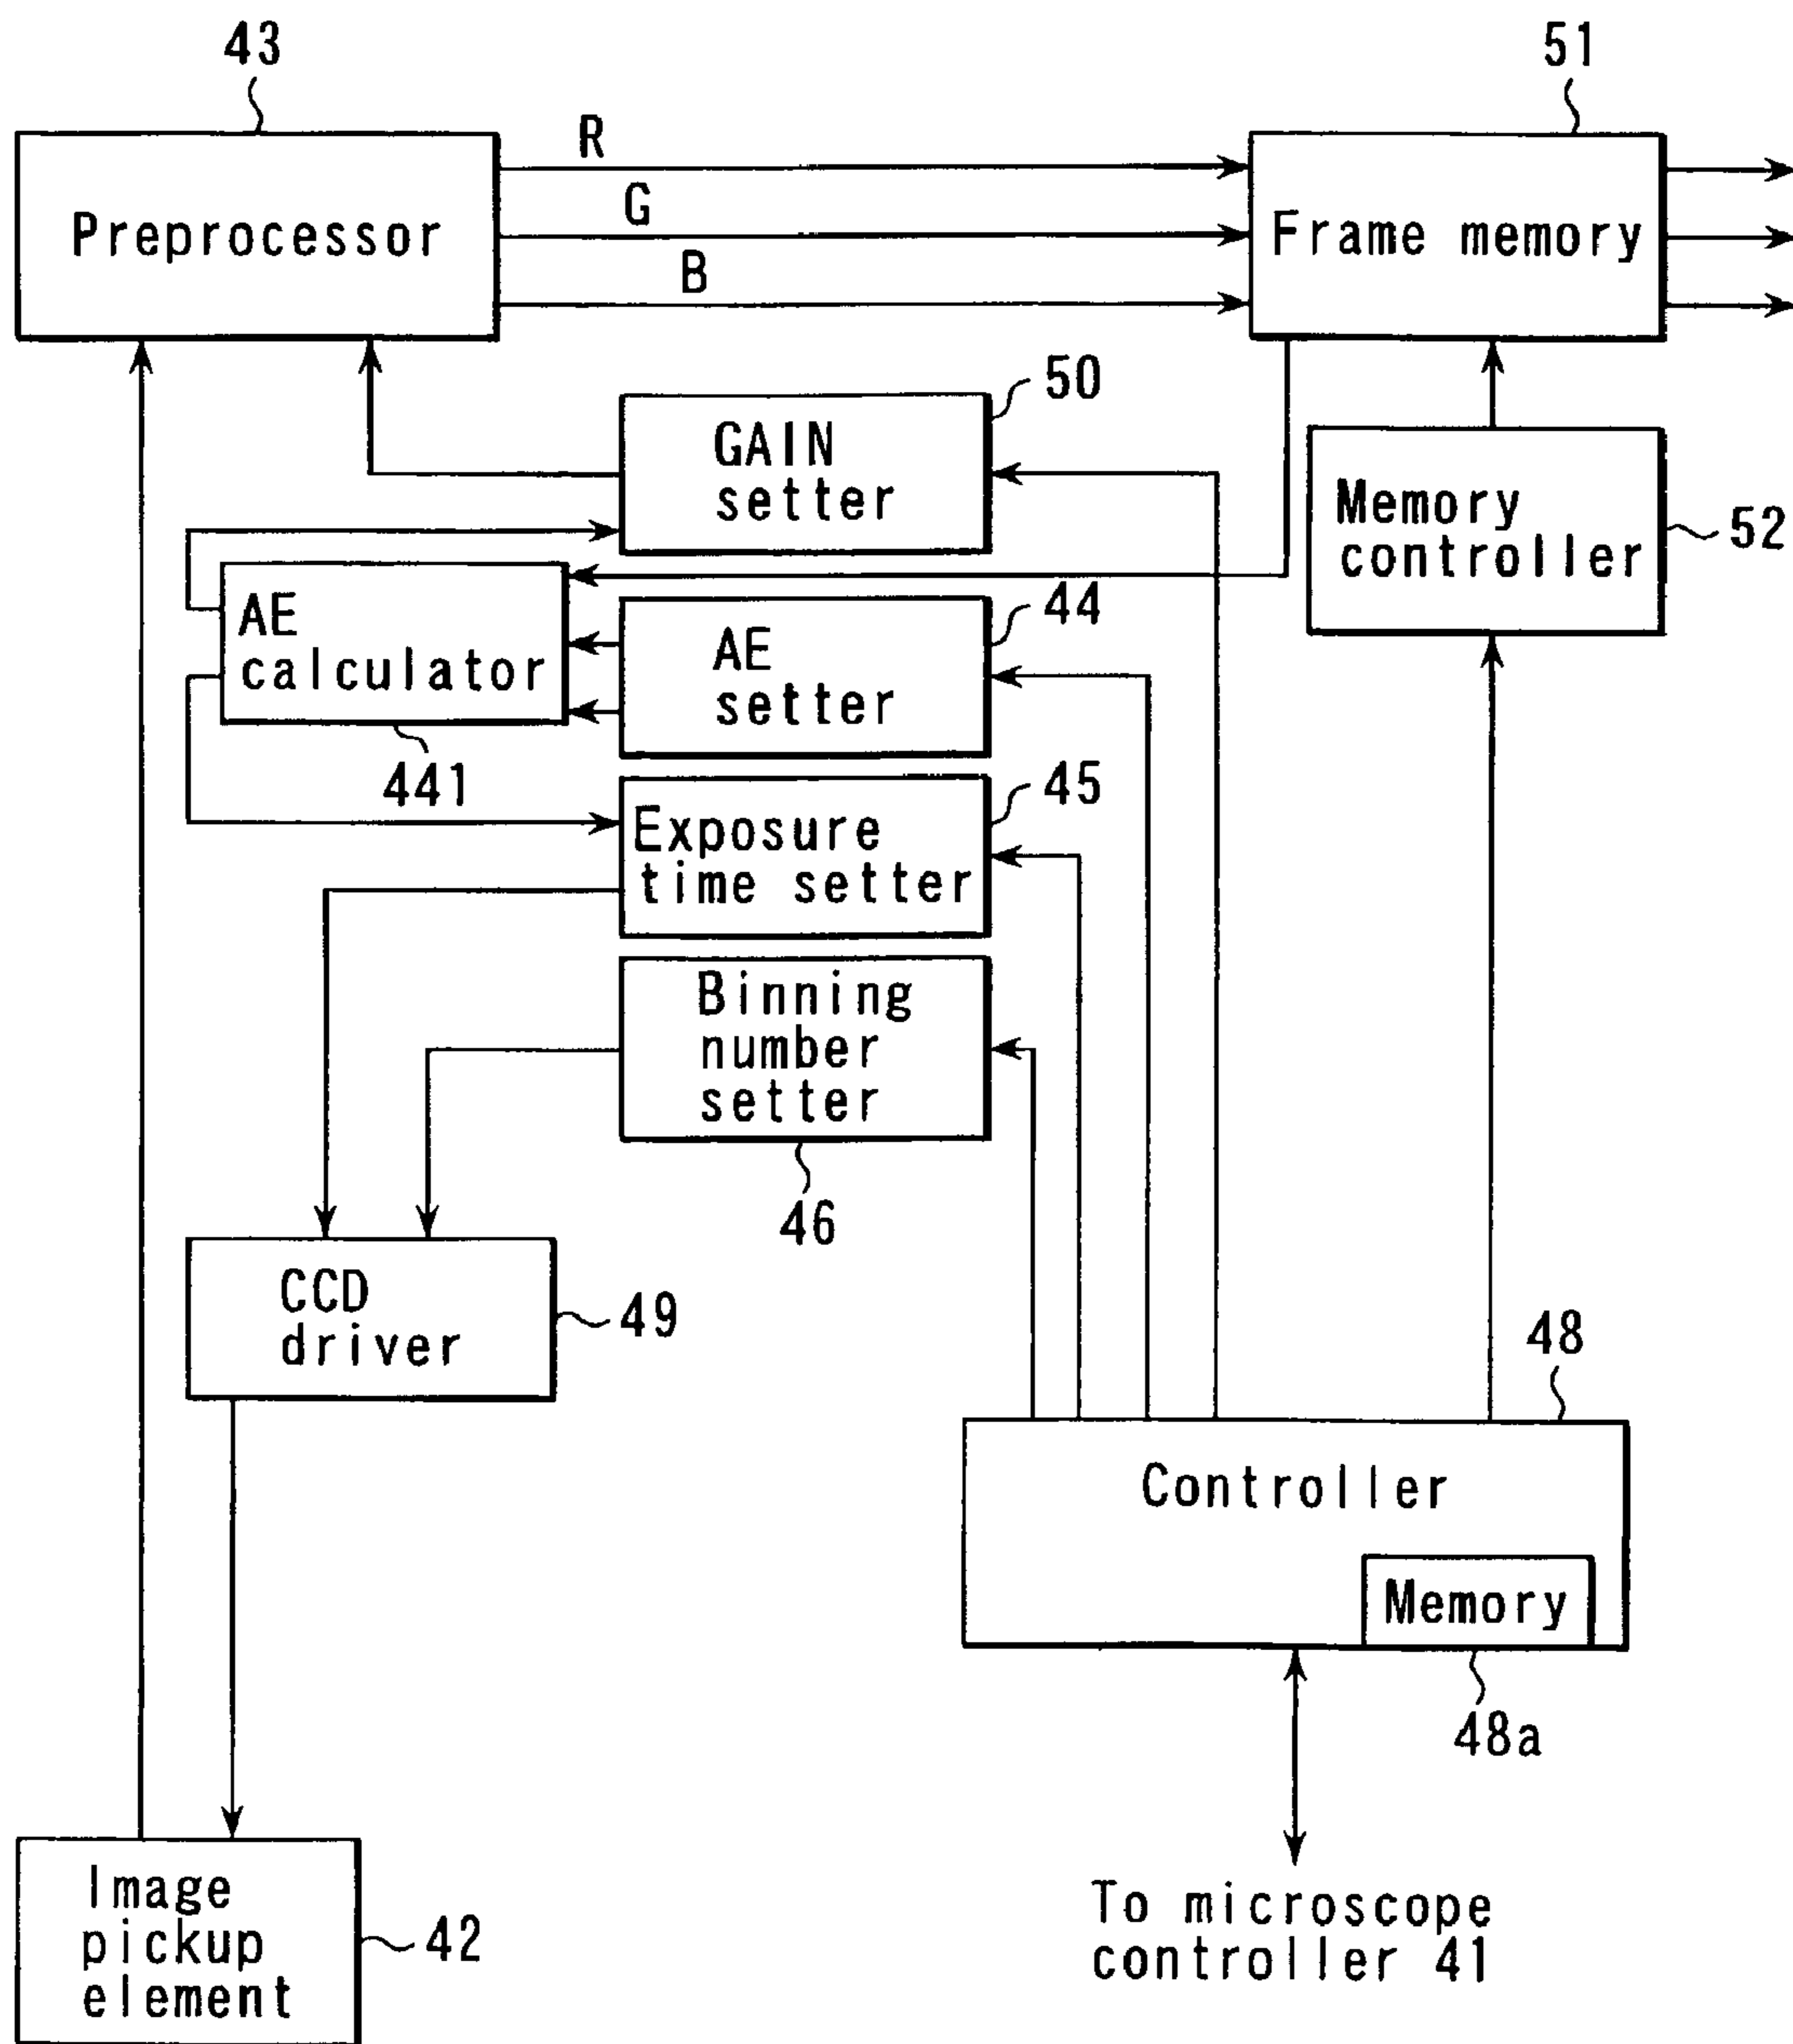 43
51
R
Preprocessor
G
Frame memory
B
50
GAIN
setter
Memory
controller
52
AE
calculator
44
AE
setter
441
45
Exposure
time setter
Binning
number
setter
46
CCD
driver
49
48
Controller
Memory
48a
Image
pickup
element
42
To microscope
controller 41